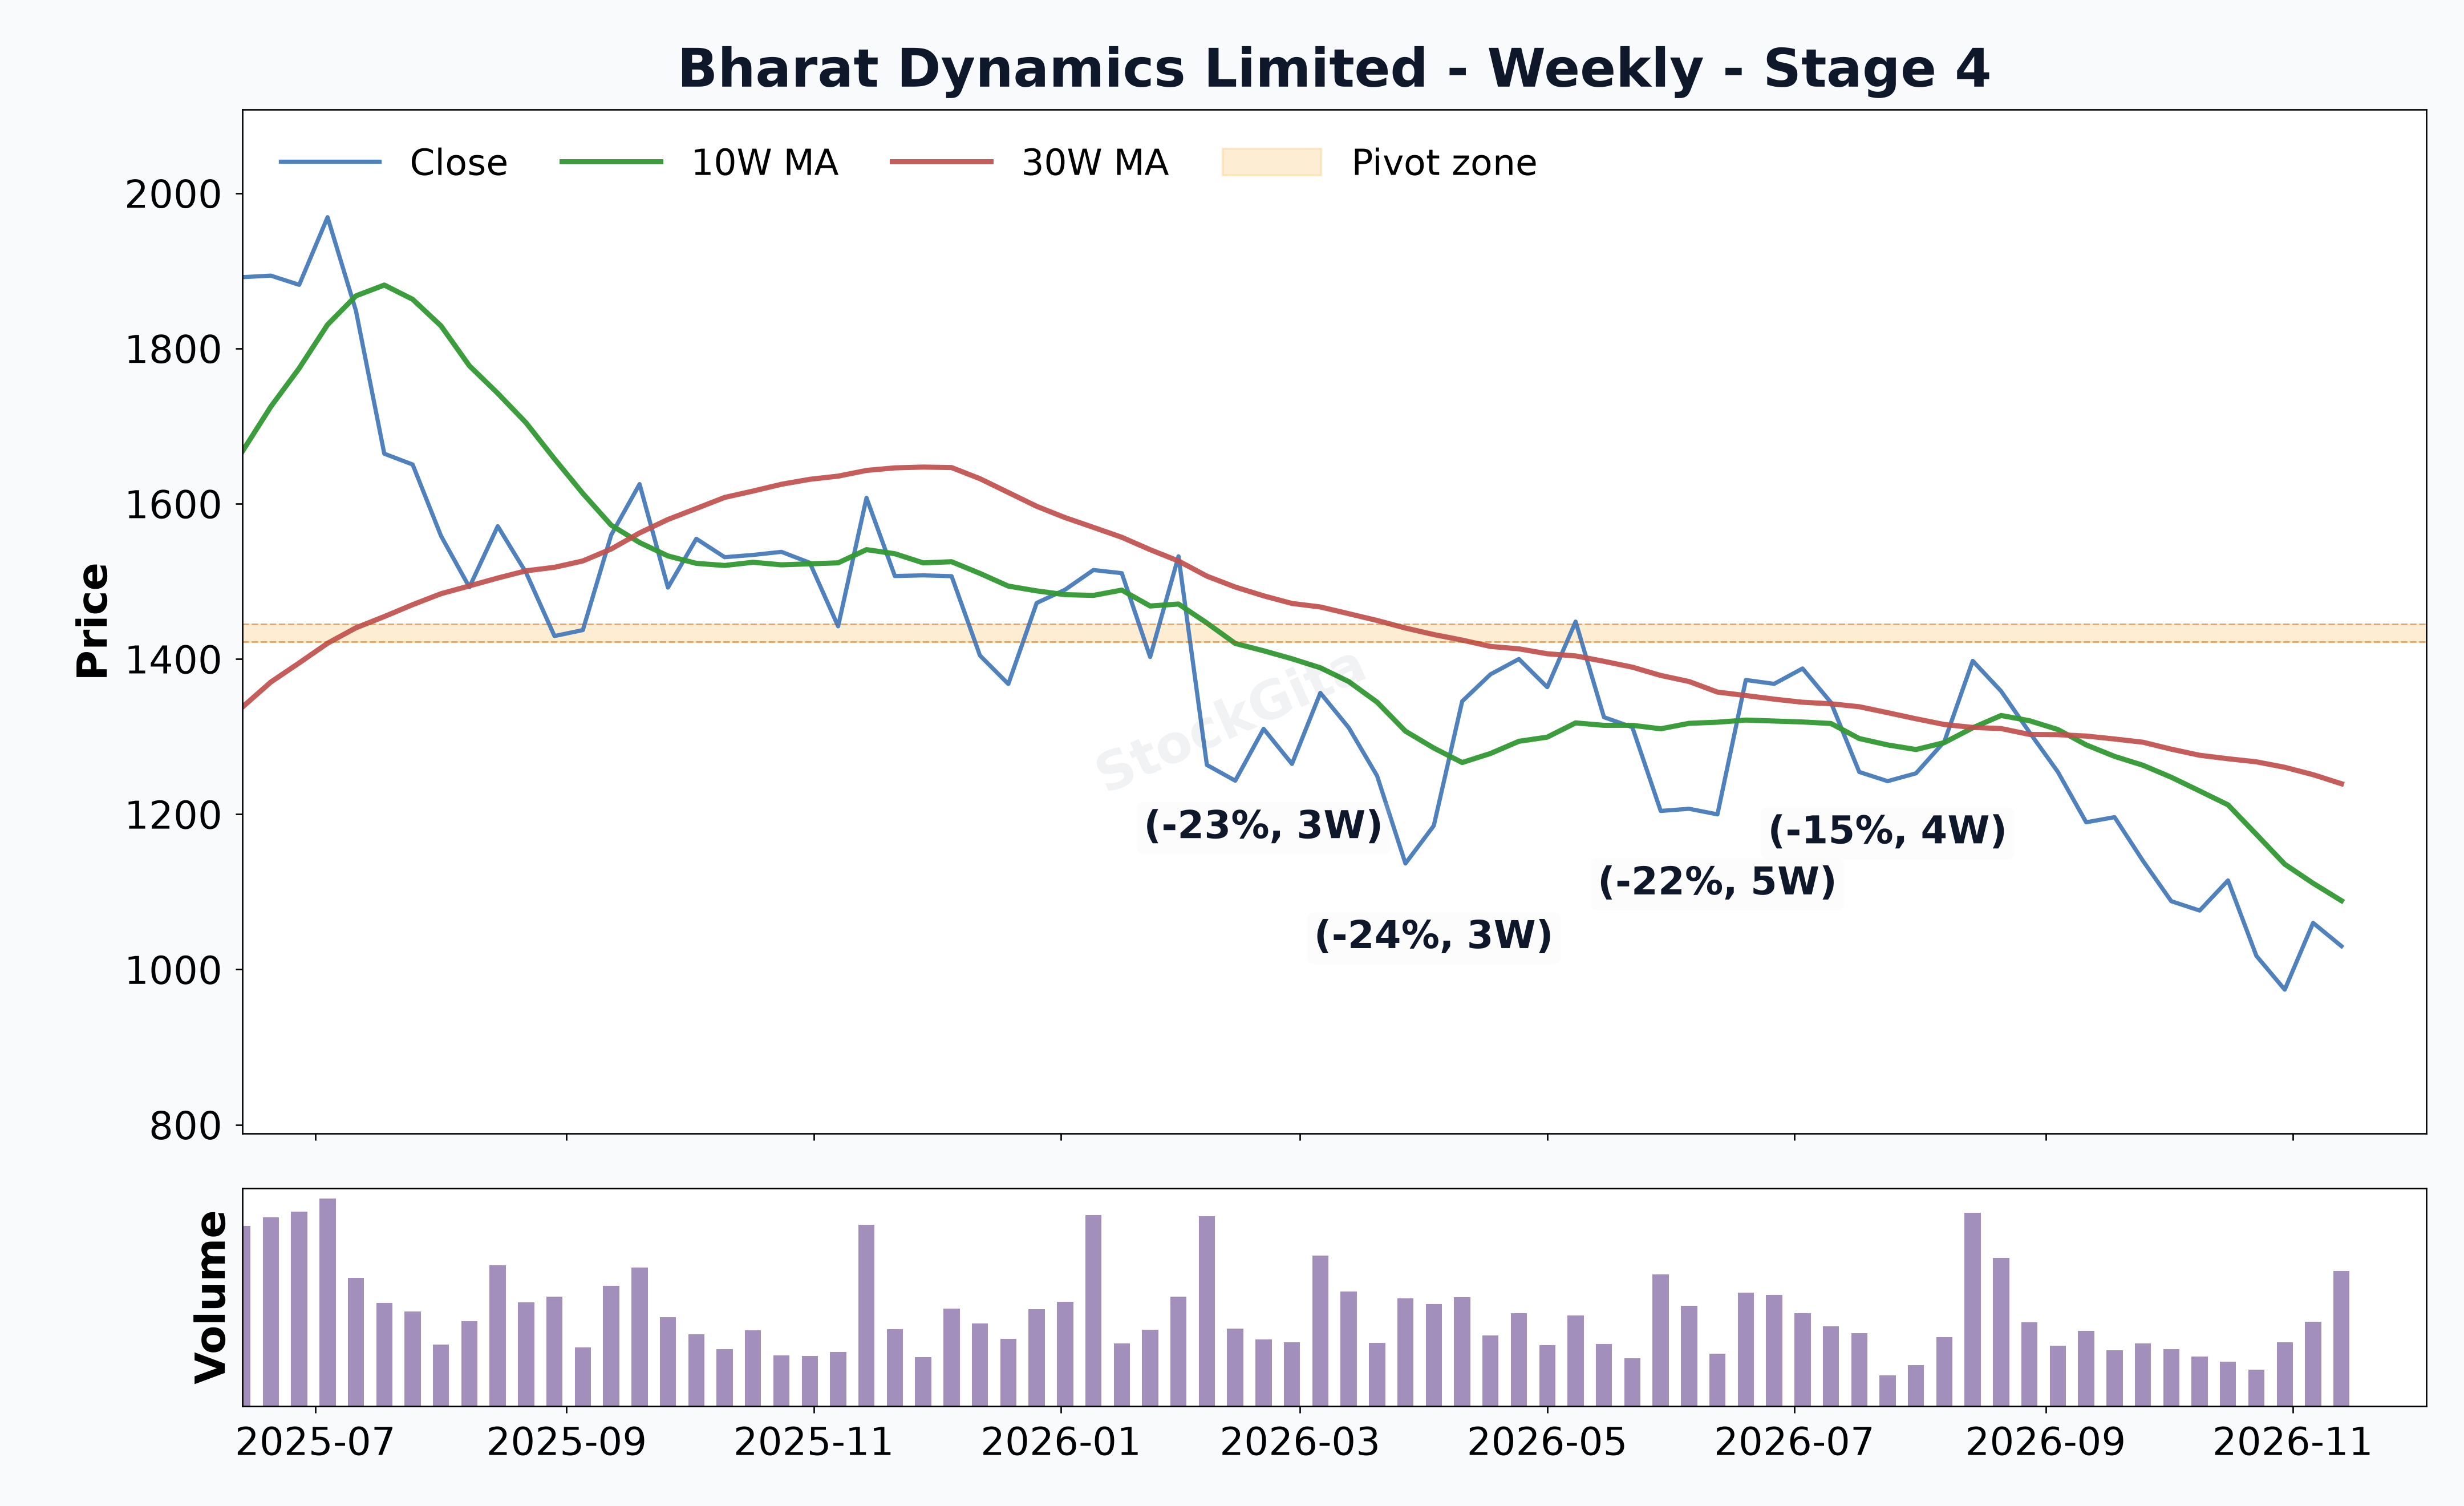 Bharat Dynamics Limited - Weekly - Stage 4
Close 10W MA 30W MA Pivot zone
Price
2000
1800
1600
1400
1200
1000
800
StockGita
(-23%, 3W)
(-15%, 4W)
(-22%, 5W)
(-24%, 3W)
Volume
2025-07 2025-09 2025-11 2026-01 2026-03 2026-05 2026-07 2026-09 2026-11